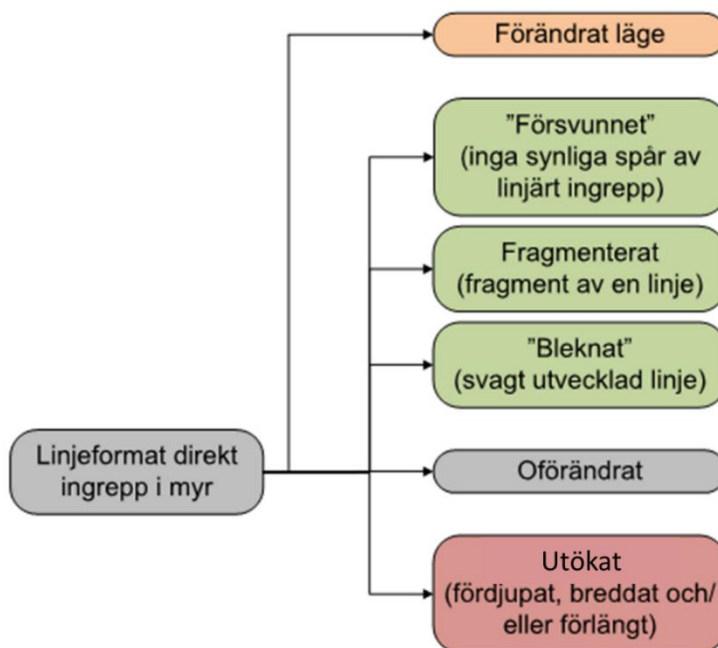 Förändrat läge
”Försvunnet”
(inga synliga spår av
linjärt ingrepp)
Fragmenterat
(fragment av en linje)
”Bleknat”
(svagt utvecklad linje)
Linjeformat direkt
ingrepp i myr
Oförändrat
Utökat
(fördjupat, breddat och/
eller förlängt)